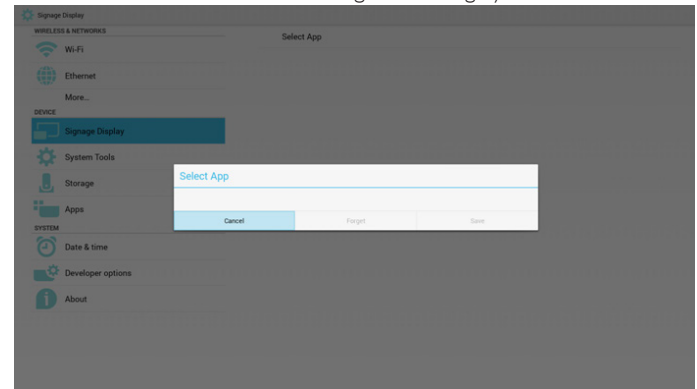 Signage Display
WIRELESS & NETWORKS
Select App
Wi-Fi
Ethernet
More...
DEVICE
Signage Display
System Tools
Storage
Apps
SYSTEM
Date & time
Developer options
About
Select App
Cancel
Forget
Save